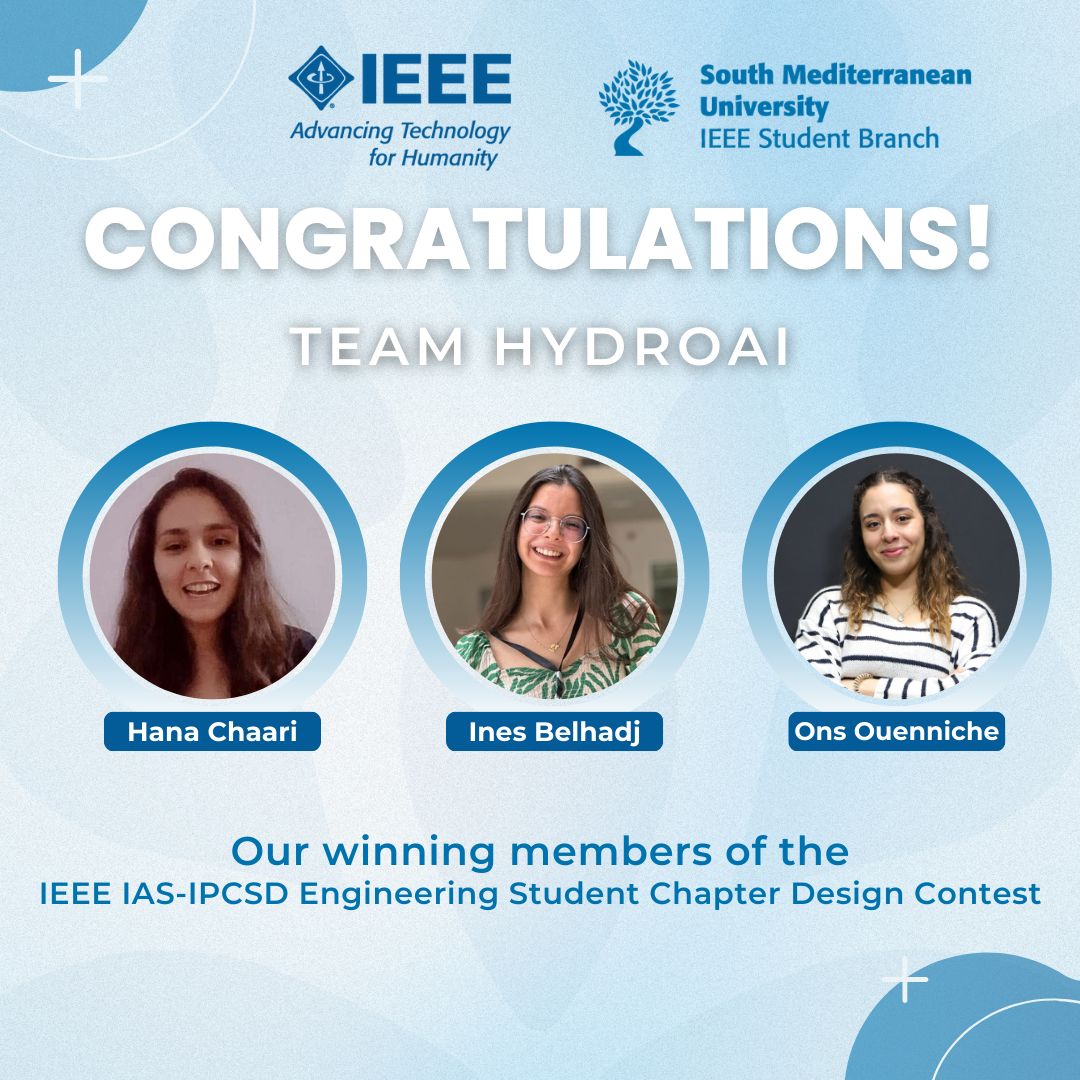 IEEE
Advancing Technology
for Humanity
South Mediterranean
University
IEEE Student Branch
CONGRATULATIONS!
TEAM HYDROAI
Hana Chaari
Ines Belhadj
Ons Ouenniche
Our winning members of the
IEEE IAS-IPCSD Engineering Student Chapter Design Contest